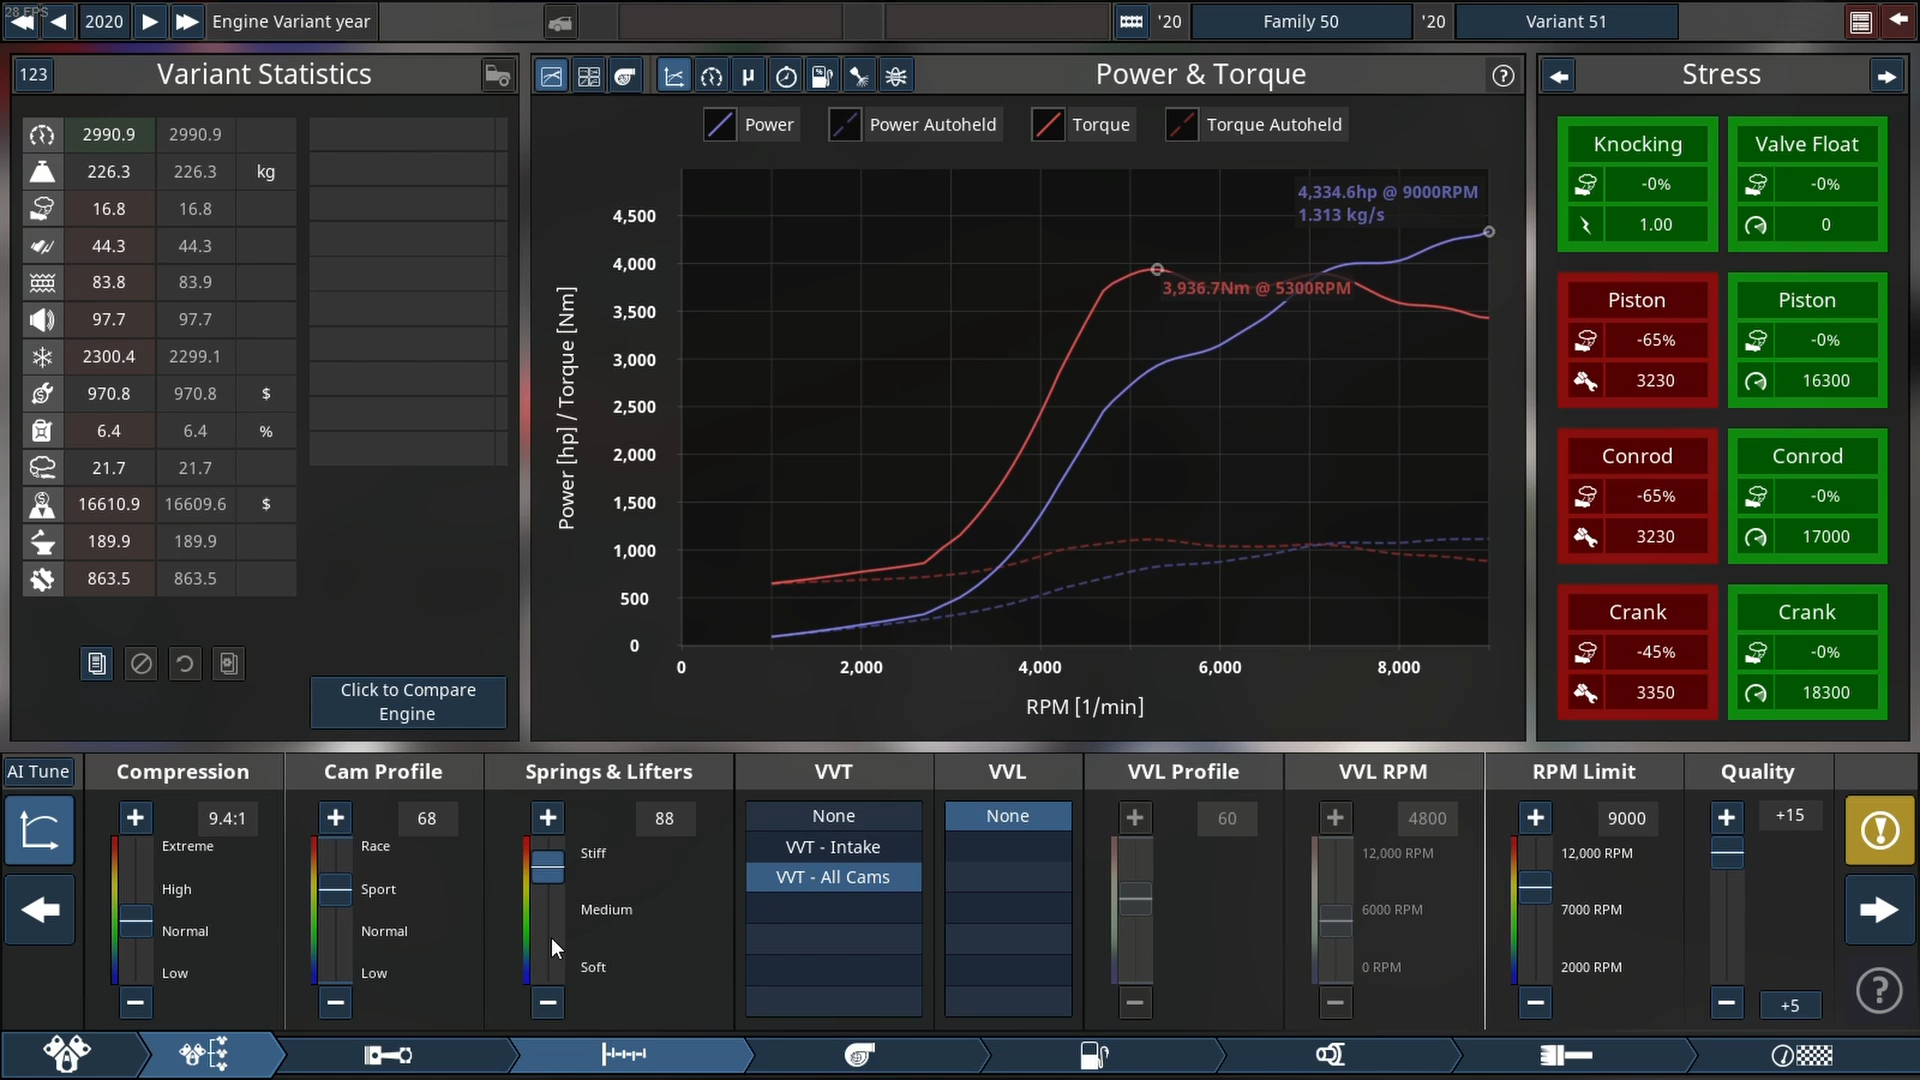 28 FPS
2020
Engine Variant year
'20
Family 50
'20
Variant 51
123
Variant Statistics
2990.9 2990.9
226.3 226.3 kg
16.8 16.8
44.3 44.3
83.8 83.9
97.7 97.7
2300.4 2299.1
970.8 970.8 $
6.4 6.4 %
21.7 21.7
16610.9 16609.6 $
189.9 189.9
863.5 863.5
Click to Compare
Engine
μ
Power & Torque
?
Power
Power Autoheld
Torque
Torque Autoheld
Power [hp] / Torque [Nm]
4,500
4,000
3,500
3,000
2,500
2,000
1,500
1,000
500
0
4,334.6hp @ 9000RPM
1.313 kg/s
3,936.7Nm @ 5300RPM
0 2,000 4,000 6,000 8,000
RPM [1/min]
Stress
Knocking
-0%
1.00
Valve Float
-0%
0
Piston
-65%
3230
Piston
-0%
16300
Conrod
-65%
3230
Conrod
-0%
17000
Crank
-45%
3350
Crank
-0%
18300
AI Tune
Compression
9.4:1
Extreme
High
Normal
Low
Cam Profile
68
Race
Sport
Normal
Low
Springs & Lifters
88
Stiff
Medium
Soft
VVT
None
VVT - Intake
VVT - All Cams
VVL
None
VVL Profile
60
VVL RPM
4800
12,000 RPM
6000 RPM
0 RPM
RPM Limit
9000
12,000 RPM
7000 RPM
2000 RPM
Quality
+15
+5
?